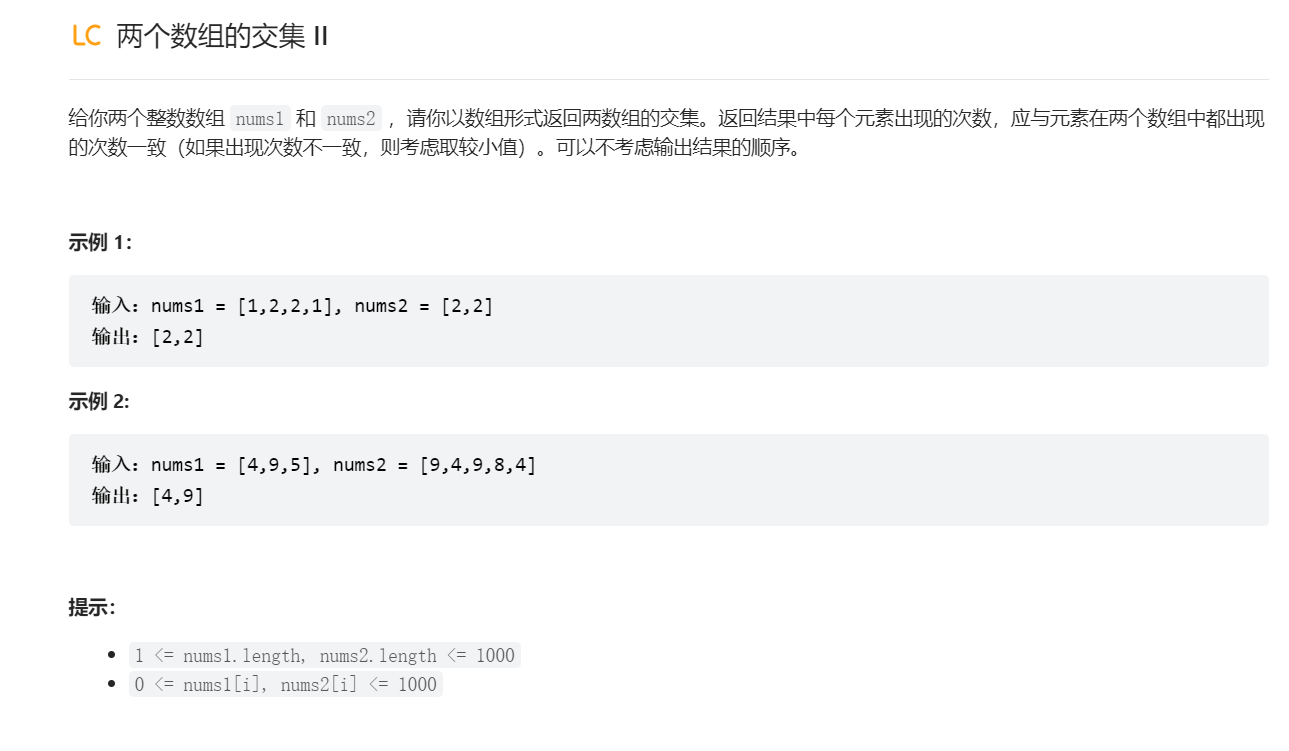 LC 两个数组的交集 II
给你两个整数数组 nums1 和 nums2 ，请你以数组形式返回两数组的交集。返回结果中每个元素出现的次数，应与元素在两个数组中都出现
的次数一致（如果出现次数不一致，则考虑取较小值）。可以不考虑输出结果的顺序。
示例 1：
输入：nums1 = [1,2,2,1], nums2 = [2,2]
输出：[2,2]
示例 2:
输入：nums1 = [4,9,5], nums2 = [9,4,9,8,4]
输出：[4,9]
提示：
1 <= nums1.length, nums2.length <= 1000
0 <= nums1[i], nums2[i] <= 1000